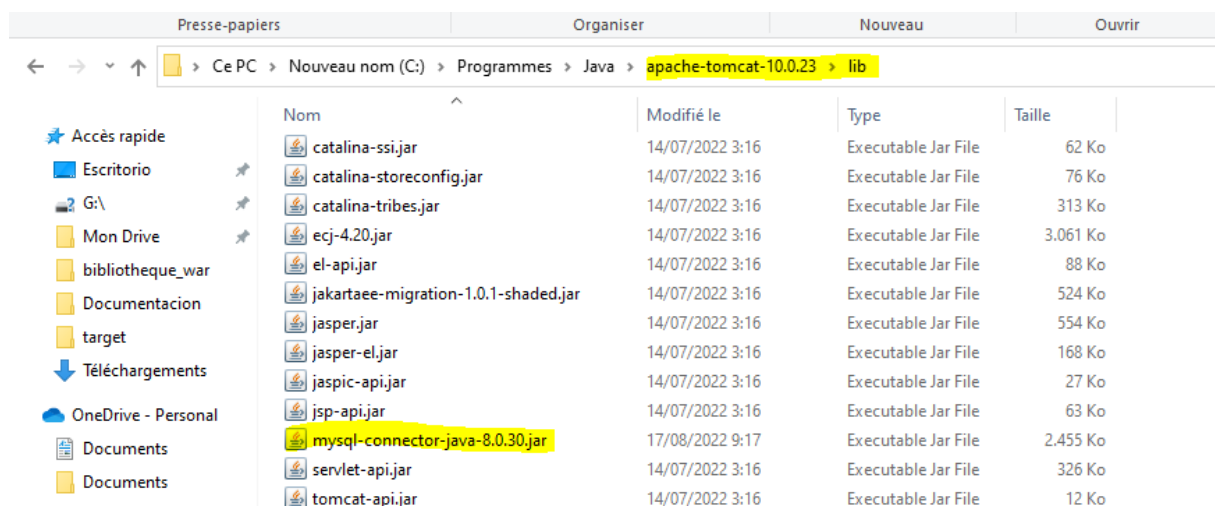 Presse-papiers Organiser Nouveau Ouvrir
Ce PC > Nouveau nom (C:) > Programmes > Java > apache-tomcat-10.0.23 > lib
Nom Modifié le Type Taille
Accès rapide
Escritorio
G:\
Mon Drive
bibliotheque_war
Documentacion
target
Téléchargements
OneDrive - Personal
Documents
Documents
catalina-ssi.jar 14/07/2022 3:16 Executable Jar File 62 Ko
catalina-storeconfig.jar 14/07/2022 3:16 Executable Jar File 76 Ko
catalina-tribes.jar 14/07/2022 3:16 Executable Jar File 313 Ko
ecj-4.20.jar 14/07/2022 3:16 Executable Jar File 3.061 Ko
el-api.jar 14/07/2022 3:16 Executable Jar File 88 Ko
jakartaee-migration-1.0.1-shaded.jar 14/07/2022 3:16 Executable Jar File 524 Ko
jasper.jar 14/07/2022 3:16 Executable Jar File 554 Ko
jasper-el.jar 14/07/2022 3:16 Executable Jar File 168 Ko
jaspic-api.jar 14/07/2022 3:16 Executable Jar File 27 Ko
jsp-api.jar 14/07/2022 3:16 Executable Jar File 63 Ko
mysql-connector-java-8.0.30.jar 17/08/2022 9:17 Executable Jar File 2.455 Ko
servlet-api.jar 14/07/2022 3:16 Executable Jar File 326 Ko
tomcat-api.jar 14/07/2022 3:16 Executable Jar File 12 Ko